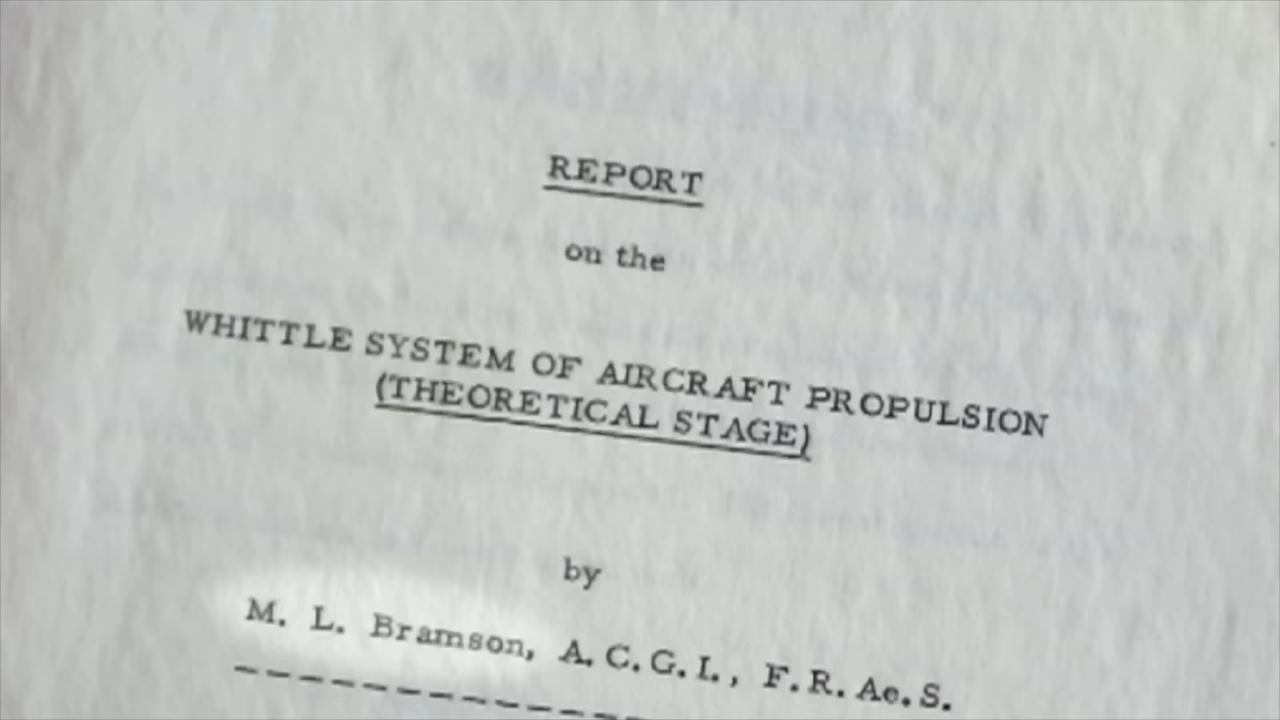 REPORT
on the
WHITTLE SYSTEM OF AIRCRAFT PROPULSION
(THEORETICAL STAGE)
by
M. L. Bramson, A.C.G.I., F.R.Ae.S.